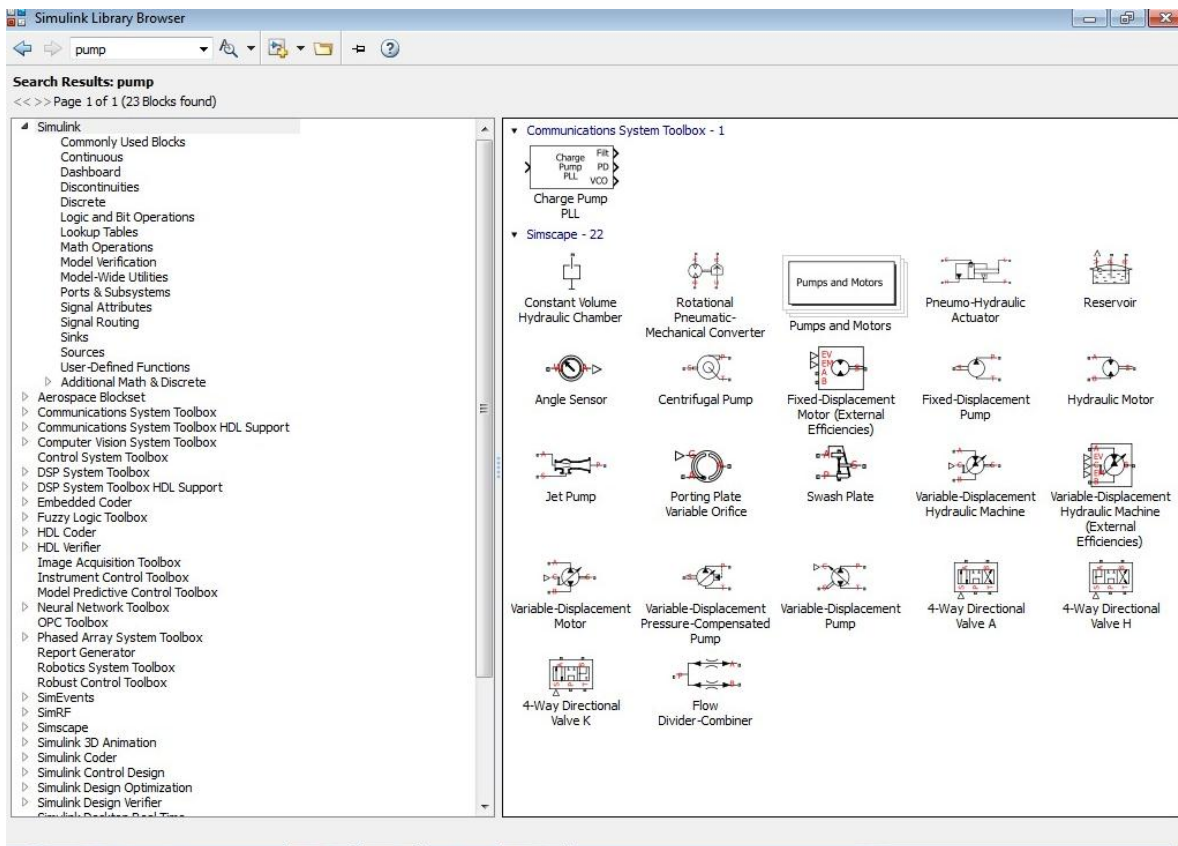 Simulink Library Browser
pump
Search Results: pump
<< >> Page 1 of 1 (23 Blocks found)
Simulink
Commonly Used Blocks
Continuous
Dashboard
Discontinuities
Discrete
Logic and Bit Operations
Lookup Tables
Math Operations
Model Verification
Model-Wide Utilities
Ports & Subsystems
Signal Attributes
Signal Routing
Sinks
Sources
User-Defined Functions
Additional Math & Discrete
Aerospace Blockset
Communications System Toolbox
Communications System Toolbox HDL Support
Computer Vision System Toolbox
Control System Toolbox
DSP System Toolbox
DSP System Toolbox HDL Support
Embedded Coder
Fuzzy Logic Toolbox
HDL Coder
HDL Verifier
Image Acquisition Toolbox
Instrument Control Toolbox
Model Predictive Control Toolbox
Neural Network Toolbox
OPC Toolbox
Phased Array System Toolbox
Report Generator
Robotics System Toolbox
Robust Control Toolbox
SimEvents
SimRF
Simscape
Simulink 3D Animation
Simulink Coder
Simulink Control Design
Simulink Design Optimization
Simulink Design Verifier
Simulink Desktop Real-Time
Communications System Toolbox - 1
Charge Pump PLL
Filt
PD
VCO
Charge Pump
PLL
Simscape - 22
Constant Volume
Hydraulic Chamber
Rotational
Pneumatic-
Mechanical Converter
Pumps and Motors
Pumps and Motors
Pneumo-Hydraulic
Actuator
Reservoir
Angle Sensor
Centrifugal Pump
EV
EM
A
B
Fixed-Displacement
Motor (External
Efficiencies)
Fixed-Displacement
Pump
Hydraulic Motor
Jet Pump
Porting Plate
Variable Orifice
Swash Plate
Variable-Displacement
Hydraulic Machine
Variable-Displacement
Hydraulic Machine
(External
Efficiencies)
Variable-Displacement
Motor
Variable-Displacement
Pressure-Compensated
Pump
Variable-Displacement
Pump
4-Way Directional
Valve A
4-Way Directional
Valve H
4-Way Directional
Valve K
Flow
Divider-Combiner